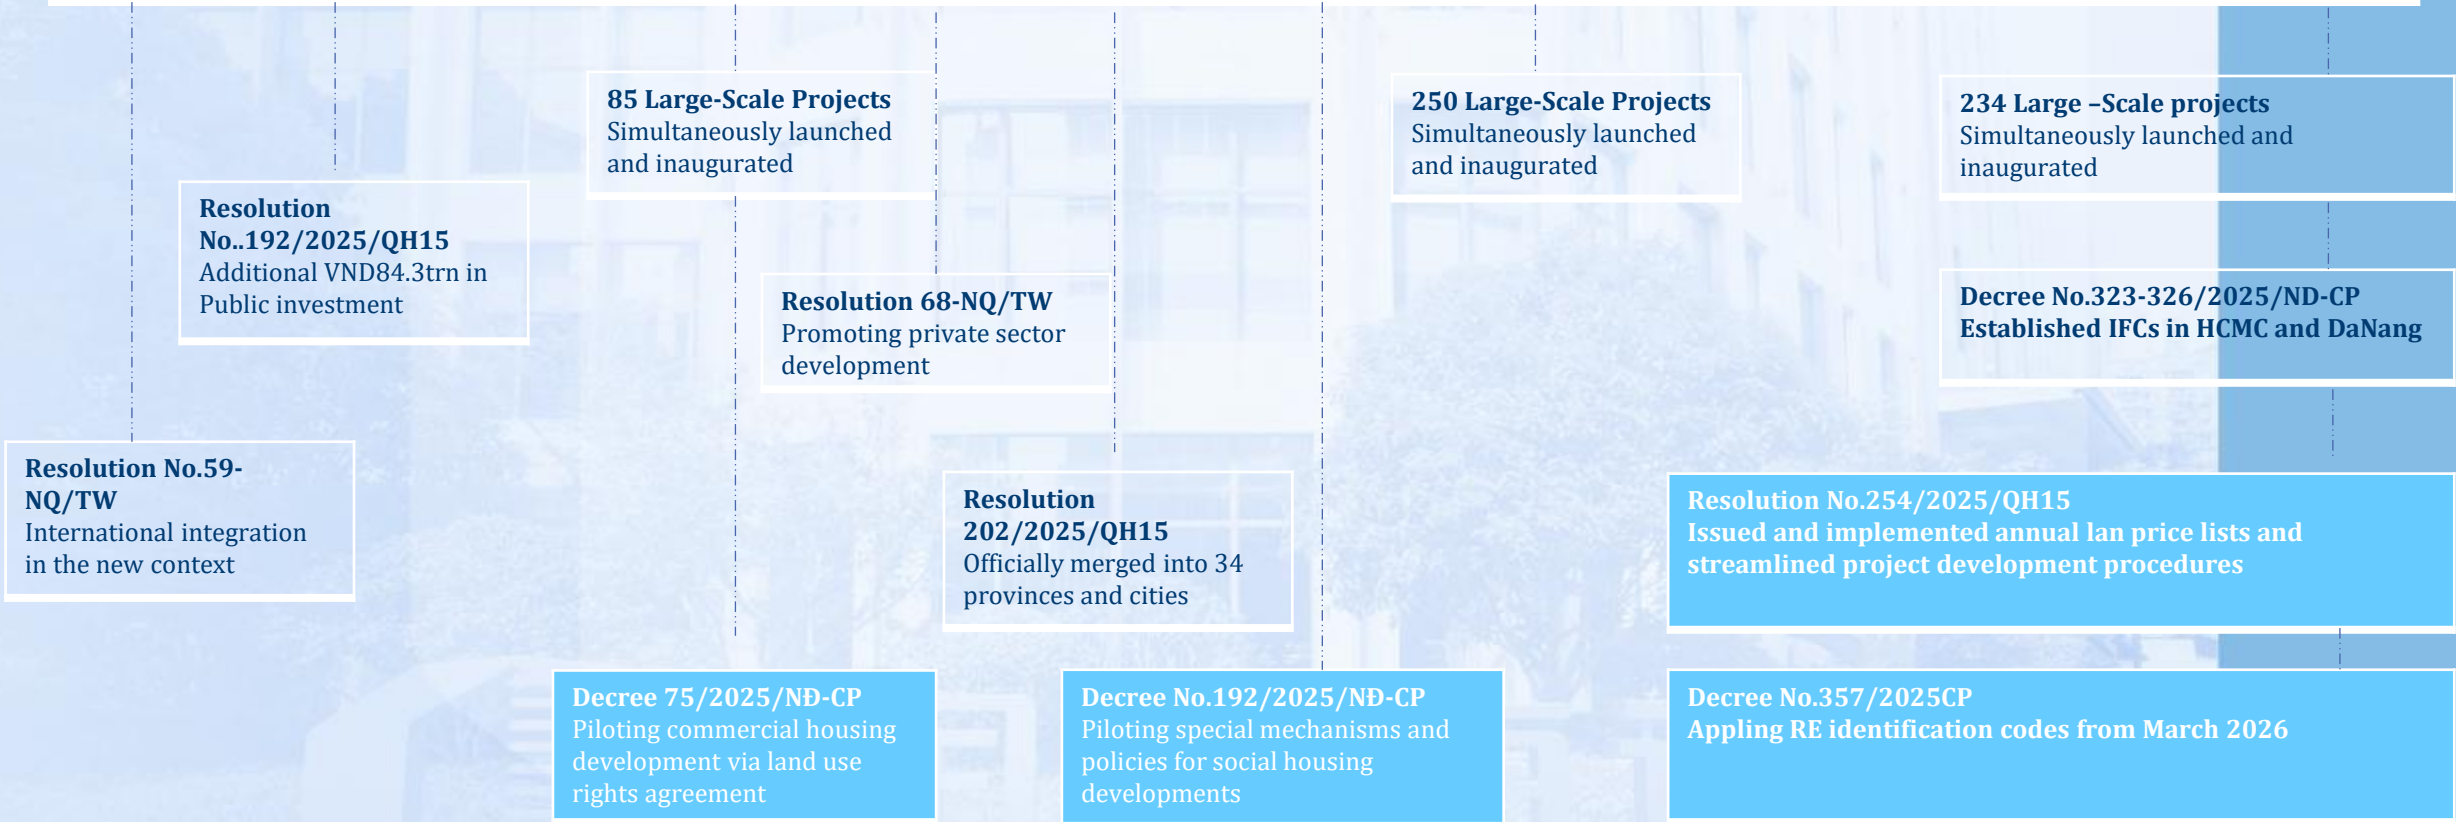 85 Large-Scale Projects
Simultaneously launched
and inaugurated
250 Large-Scale Projects
Simultaneously launched
and inaugurated
234 Large –Scale projects
Simultaneously launched and
inaugurated
Resolution
No..192/2025/QH15
Additional VND84.3trn in
Public investment
Resolution 68-NQ/TW
Promoting private sector
development
Decree No.323-326/2025/ND-CP
Established IFCs in HCMC and DaNang
Resolution No.59-
NQ/TW
International integration
in the new context
Resolution
202/2025/QH15
Officially merged into 34
provinces and cities
Resolution No.254/2025/QH15
Issued and implemented annual lan price lists and
streamlined project development procedures
Decree 75/2025/NĐ-CP
Piloting commercial housing
development via land use
rights agreement
Decree No.192/2025/NĐ-CP
Piloting special mechanisms and
policies for social housing
developments
Decree No.357/2025CP
Appling RE identification codes from March 2026